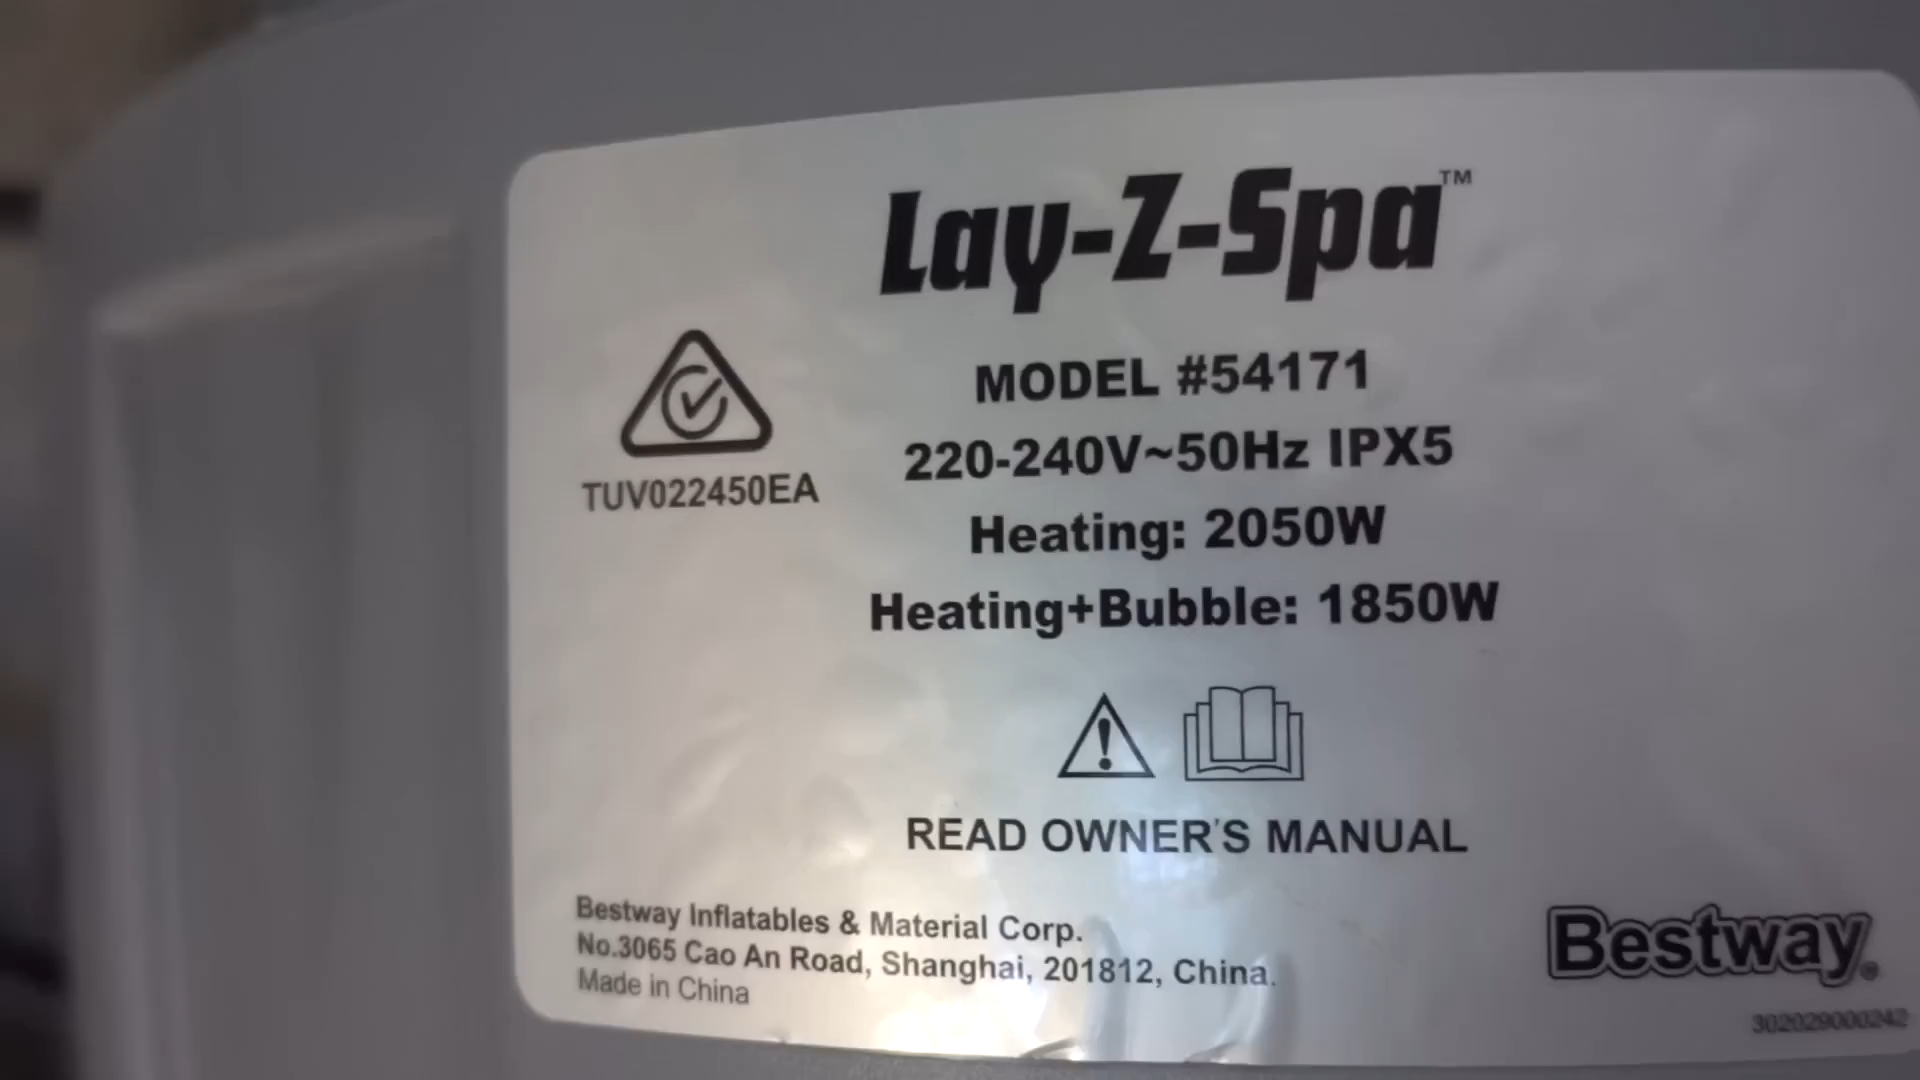 Lay-Z-Spa™
MODEL #54171
220-240V~50Hz IPX5
Heating: 2050W
Heating+Bubble: 1850W
TUV022450EA
READ OWNER'S MANUAL
Bestway Inflatables & Material Corp.
No.3065 Cao An Road, Shanghai, 201812, China.
Made in China
Bestway®
302029000242